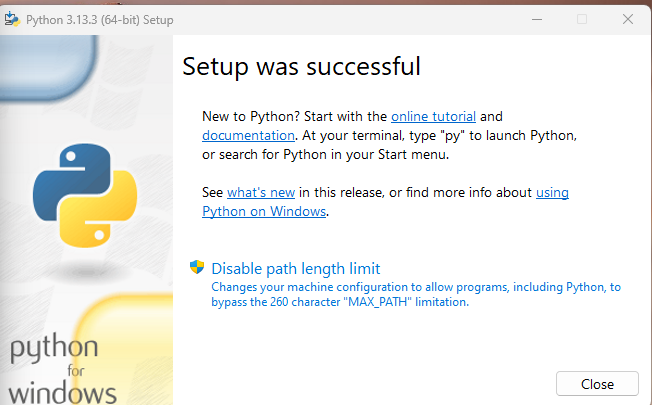 Python 3.13.3 (64-bit) Setup
Setup was successful
New to Python? Start with the online tutorial and
documentation. At your terminal, type "py" to launch Python,
or search for Python in your Start menu.
See what's new in this release, or find more info about using
Python on Windows.
Disable path length limit
Changes your machine configuration to allow programs, including Python, to
bypass the 260 character "MAX_PATH" limitation.
python
for
windows
Close